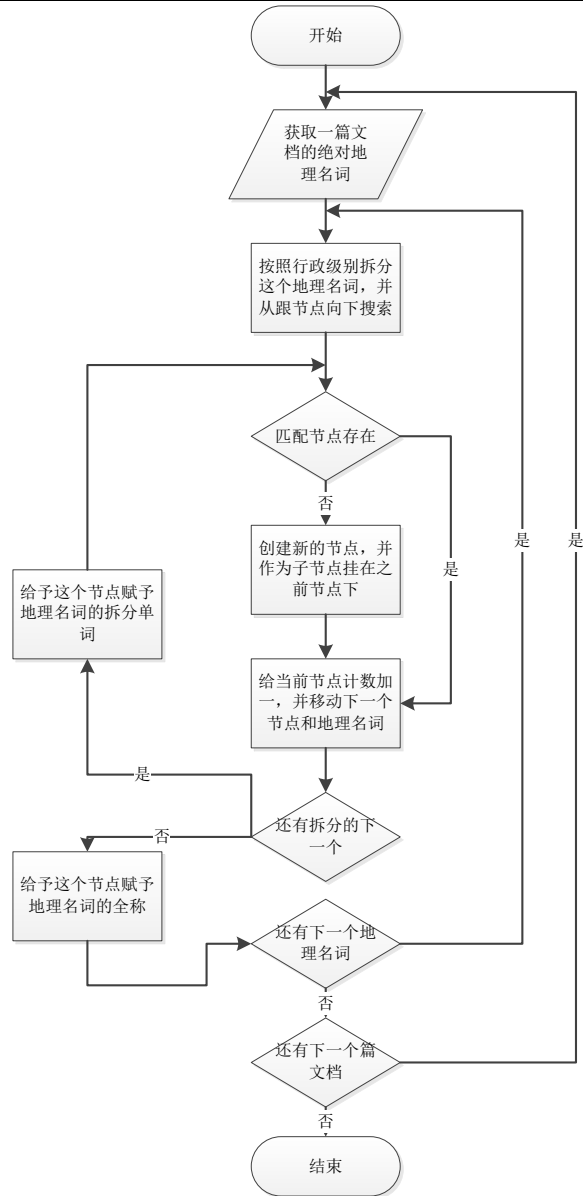 开始
获取一篇文
档的绝对地
理名词
按照行政级别拆分
这个地理名词，并
从跟节点向下搜索
匹配节点存在
否
是
是
是
创建新的节点，并
作为子节点挂在之
前节点下
给予这个节点赋予
地理名词的拆分单
词
给当前节点计数加
一，并移动下一个
节点和地理名词
是
还有拆分的下
一个
否
给予这个节点赋予
地理名词的全称
还有下一个地
理名词
否
还有下一个篇
文档
否
结束